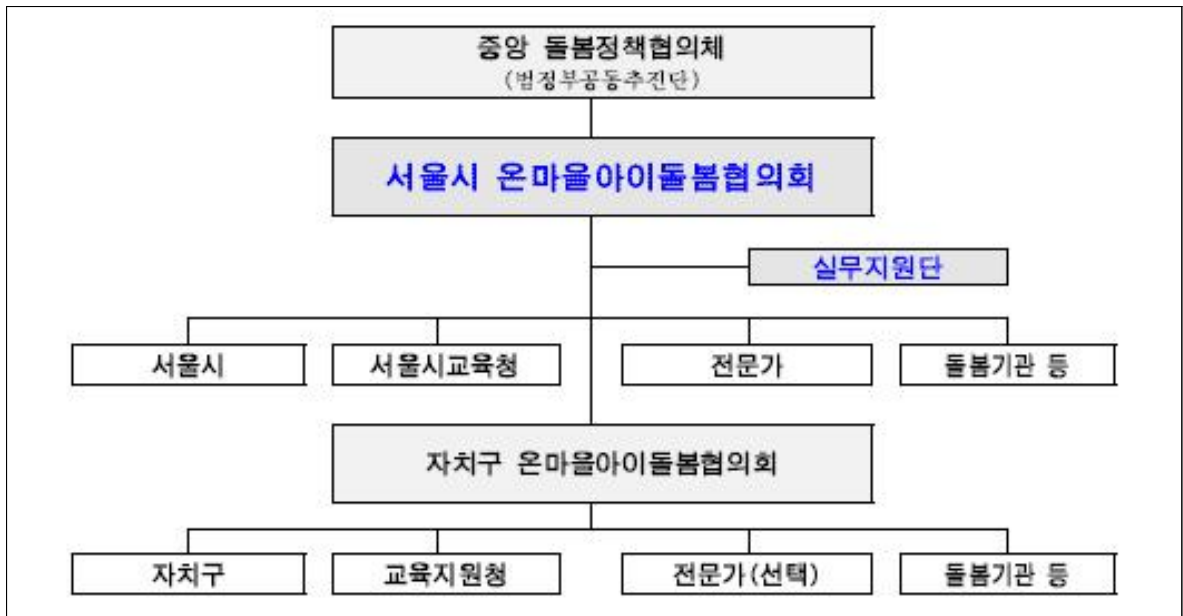 중앙 돌봄정책협의체
(범정부공동추진단)
서울시 온마을아이돌봄협의회
실무지원단
서울시
서울시교육청
전문가
돌봄기관 등
자치구 온마을아이돌봄협의회
자치구
교육지원청
전문가(선택)
돌봄기관 등